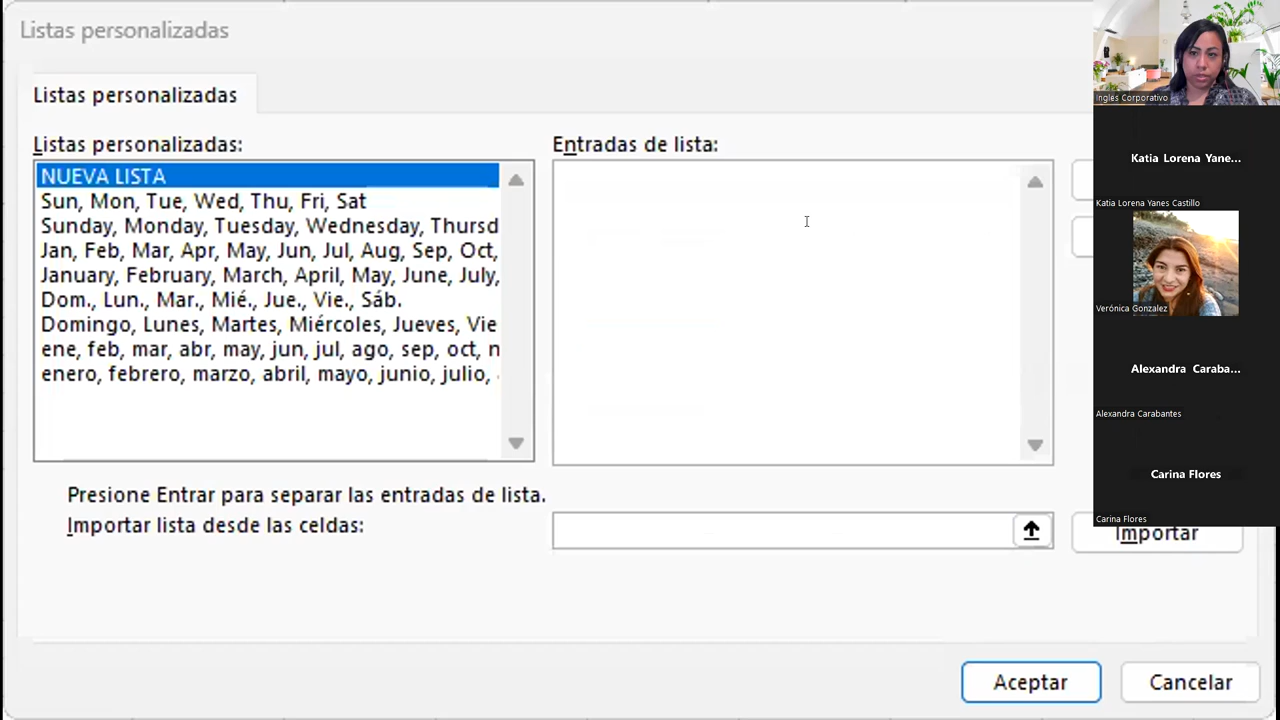 Listas personalizadas
Listas personalizadas
Listas personalizadas:
NUEVA LISTA
Sun, Mon, Tue, Wed, Thu, Fri, Sat
Sunday, Monday, Tuesday, Wednesday, Thursd
Jan, Feb, Mar, Apr, May, Jun, Jul, Aug, Sep, Oct,
January, February, March, April, May, June, July,
Dom., Lun., Mar., Mié., Jue., Vie., Sáb.
Domingo, Lunes, Martes, Miércoles, Jueves, Vie
ene, feb, mar, abr, may, jun, jul, ago, sep, oct, n
enero, febrero, marzo, abril, mayo, junio, julio,
Entradas de lista:
Presione Entrar para separar las entradas de lista.
Importar lista desde las celdas:
Importar
Aceptar
Cancelar
Ingles Corporativo
Katia Lorena Yane...
Katia Lorena Yanes Castillo
Verónica Gonzalez
Alexandra Caraba...
Alexandra Carabantes
Carina Flores
Carina Flores